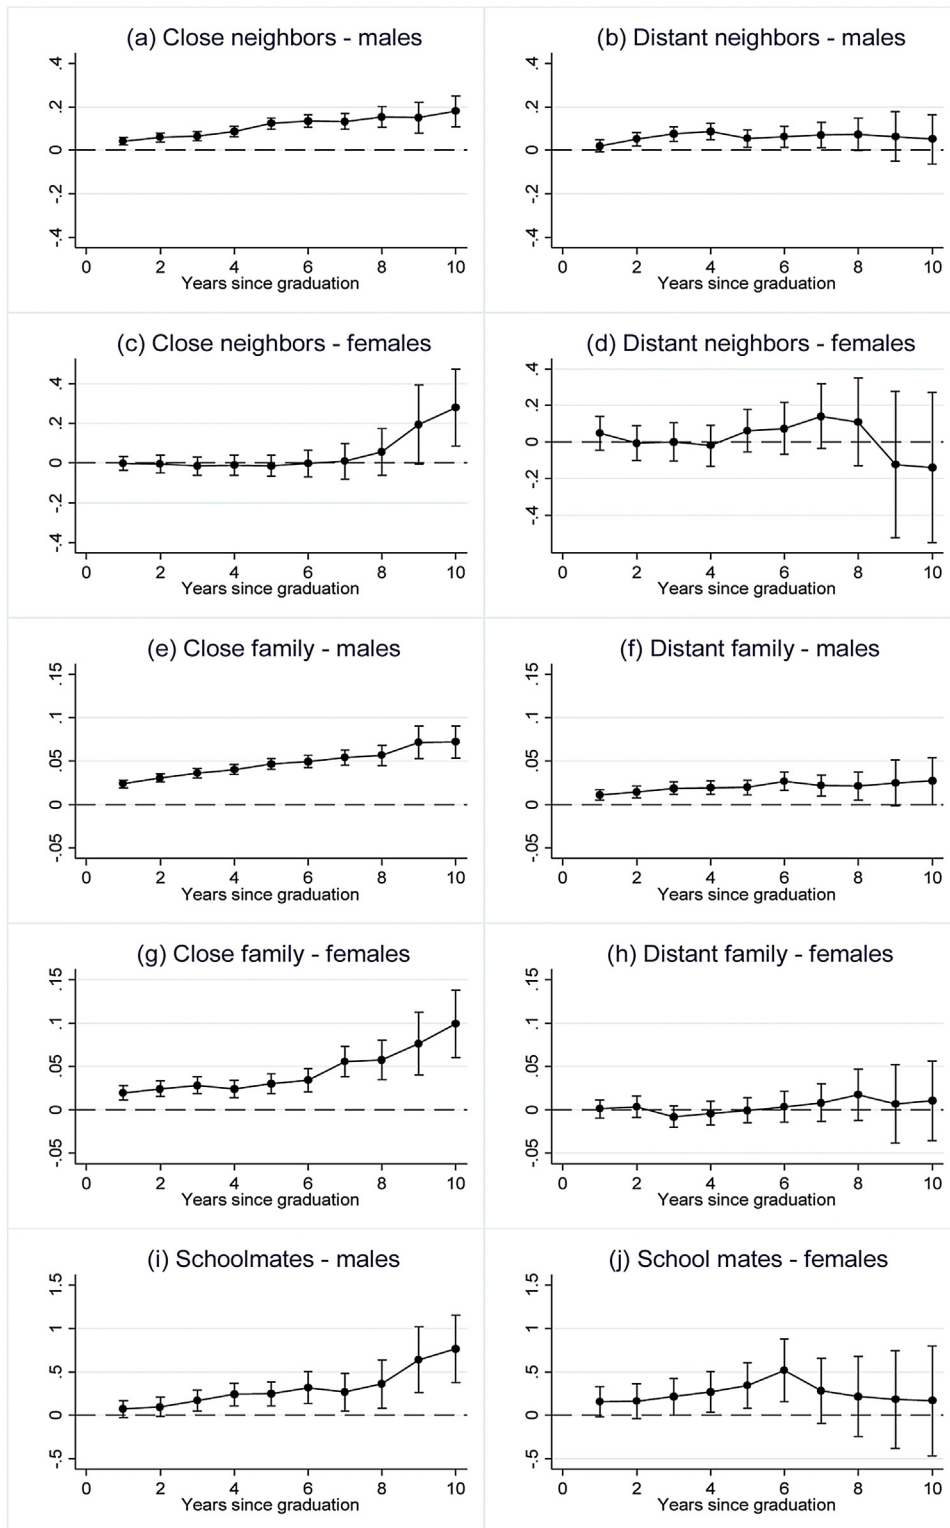 (a) Close neighbors - males
(b) Distant neighbors - males
.4
.2
0
-.2
-.4
0 2 4 6 8 10
Years since graduation
.4
.2
0
-.2
-.4
0 2 4 6 8 10
Years since graduation
(c) Close neighbors - females
(d) Distant neighbors - females
.4
.2
0
-.2
-.4
0 2 4 6 8 10
Years since graduation
.4
.2
0
-.2
-.4
0 2 4 6 8 10
Years since graduation
(e) Close family - males
(f) Distant family - males
.15
.1
.05
0
-.05
0 2 4 6 8 10
Years since graduation
.15
.1
.05
0
-.05
0 2 4 6 8 10
Years since graduation
(g) Close family - females
(h) Distant family - females
.15
.1
.05
0
-.05
0 2 4 6 8 10
Years since graduation
.15
.1
.05
0
-.05
0 2 4 6 8 10
Years since graduation
(i) Schoolmates - males
(j) School mates - females
1.5
1
.5
0
-.5
0 2 4 6 8 10
Years since graduation
1.5
1
.5
0
-.5
0 2 4 6 8 10
Years since graduation